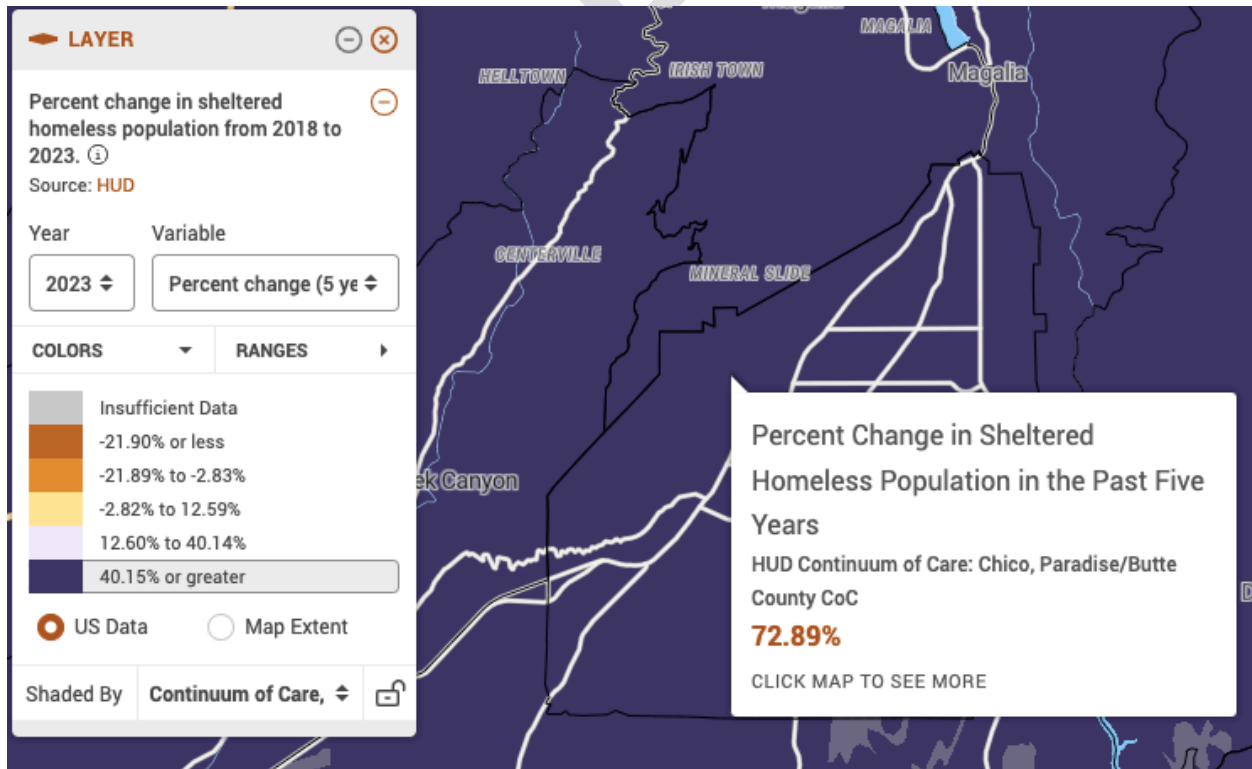 LAYER
Percent change in sheltered
homeless population from 2018 to
2023.
Source: HUD
Year Variable
2023 Percent change (5 ye
COLORS RANGES
Insufficient Data
-21.90% or less
-21.89% to -2.83%
-2.82% to 12.59%
12.60% to 40.14%
40.15% or greater
US Data Map Extent
Shaded By Continuum of Care,
MAGALIA
HELLTOWN
IRISH TOWN
Magalia
CENTERVILLE
MINERAL SLIDE
ek Canyon
Percent Change in Sheltered
Homeless Population in the Past Five
Years
HUD Continuum of Care: Chico, Paradise/Butte
County CoC
72.89%
CLICK MAP TO SEE MORE
D